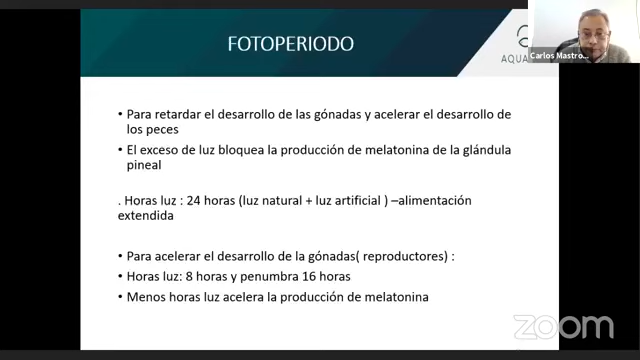 FOTOPERIODO
AQUA
Carlos Mastro...
• Para retardar el desarrollo de las gónadas y acelerar el desarrollo de
los peces
• El exceso de luz bloquea la producción de melatonina de la glándula
pineal
. Horas luz : 24 horas (luz natural + luz artificial ) –alimentación
extendida
• Para acelerar el desarrollo de la gónadas( reproductores) :
• Horas luz: 8 horas y penumbra 16 horas
• Menos horas luz acelera la producción de melatonina
zoom